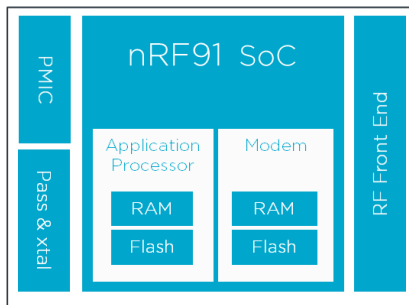 PMIC
Pass & xtal
nRF91 SoC
Application
Processor
RAM
Flash
Modem
RAM
Flash
RF Front End